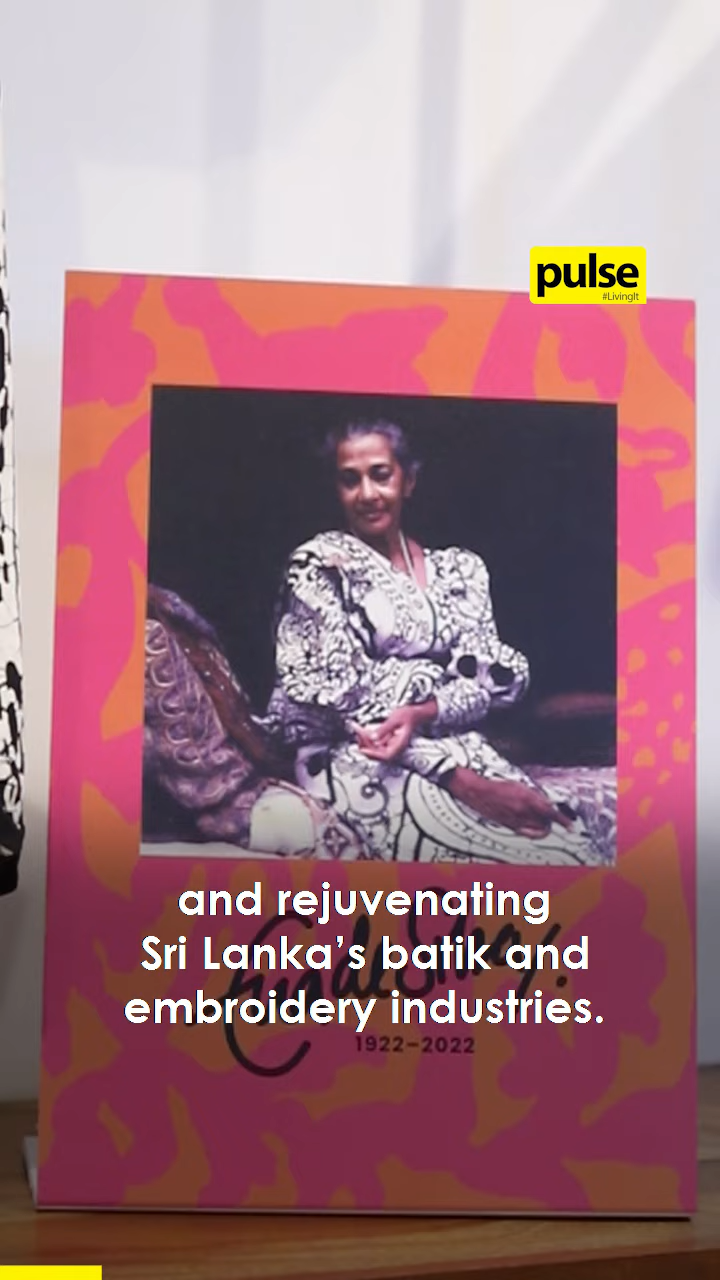 pulse
#LivingIt
and rejuvenating
Sri Lanka's batik and
embroidery industries.
1922–2022